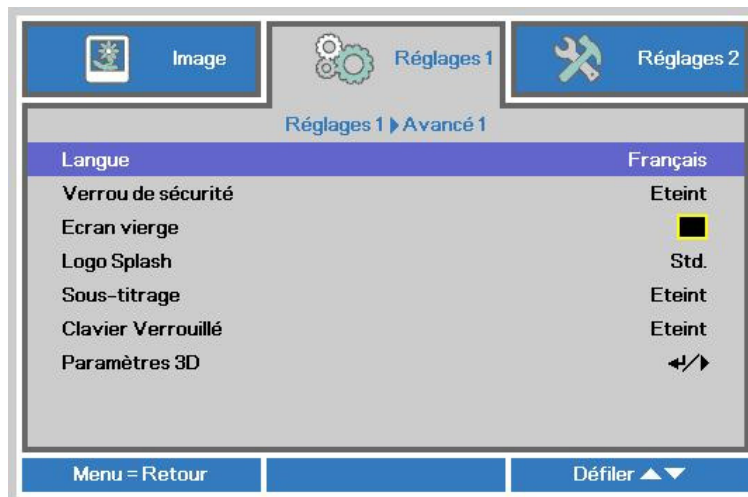 Image
Réglages 1
Réglages 2
Réglages 1 Avancé 1
Langue Français
Verrou de sécurité Eteint
Ecran vierge
Logo Splash Std.
Sous-titrage Eteint
Clavier Verrouillé Eteint
Paramètres 3D
Menu = Retour
Défiler